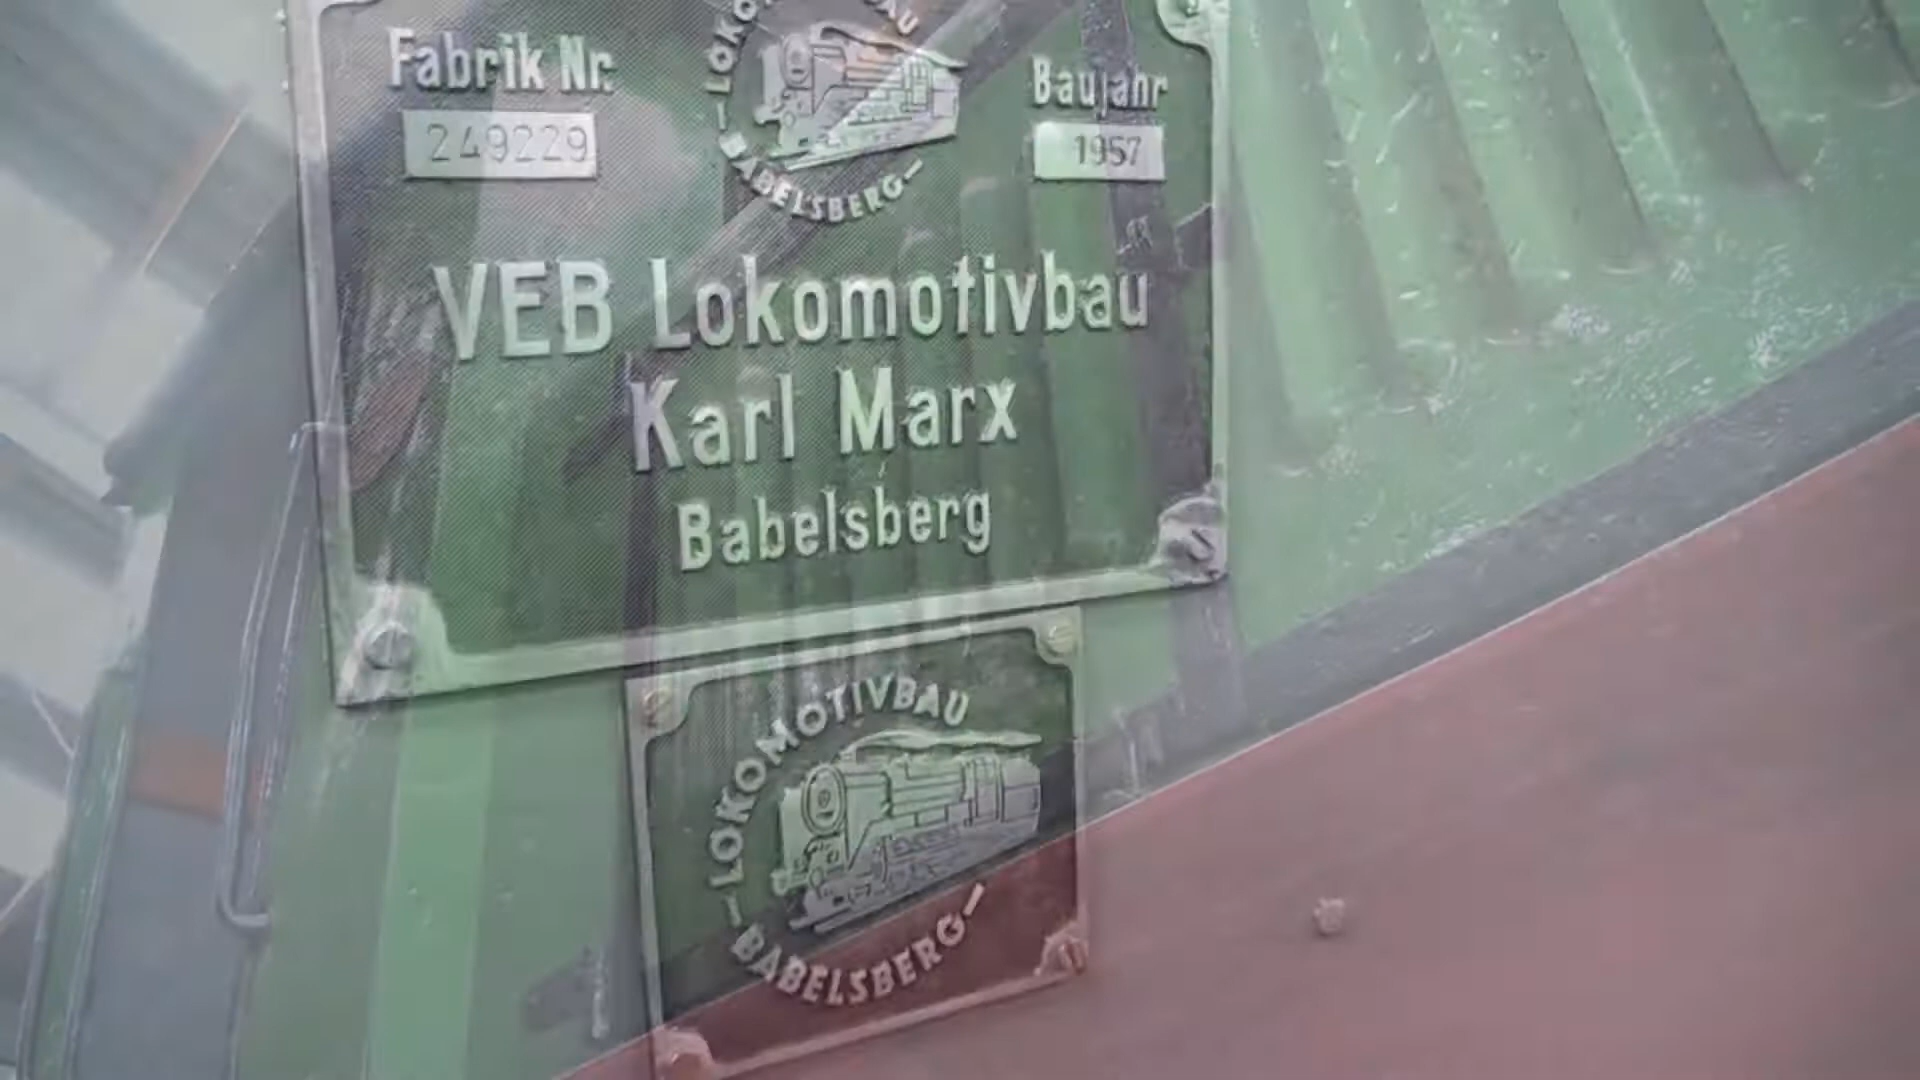 LOKOMOTIVBAU
Fabrik Nr.
Baujahr
249229
1957
-BABELSBERG-
VEB Lokomotivbau
Karl Marx
Babelsberg
LOKOMOTIVBAU
-BABELSBERG-